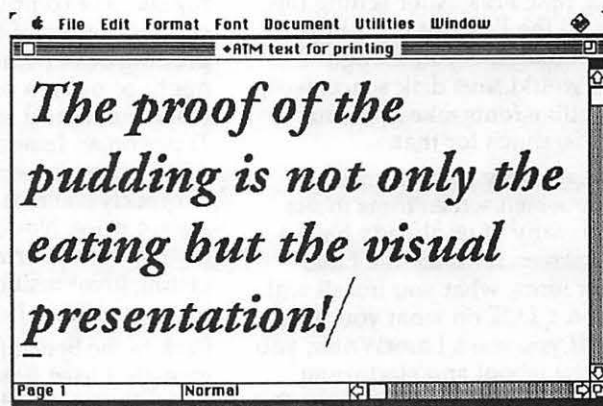 File Edit Format Font Document Utilities Window
◆ATM text for printing
The proof of the
pudding is not only the
eating but the visual
presentation!
Page 1 Normal